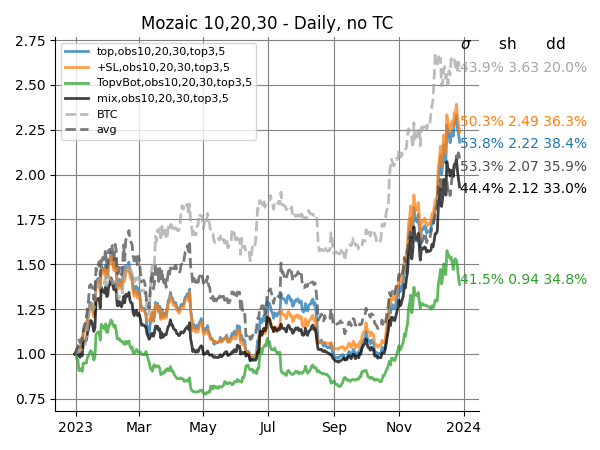 Mozaic 10,20,30 - Daily, no TC
σ sh dd
top,obs10,20,30,top3,5
+SL,obs10,20,30,top3,5
TopvBot,obs10,20,30,top3,5
mix,obs10,20,30,top3,5
BTC
avg
43.9% 3.63 20.0%
50.3% 2.49 36.3%
53.8% 2.22 38.4%
53.3% 2.07 35.9%
44.4% 2.12 33.0%
41.5% 0.94 34.8%
2.75
2.50
2.25
2.00
1.75
1.50
1.25
1.00
0.75
2023 Mar May Jul Sep Nov 2024